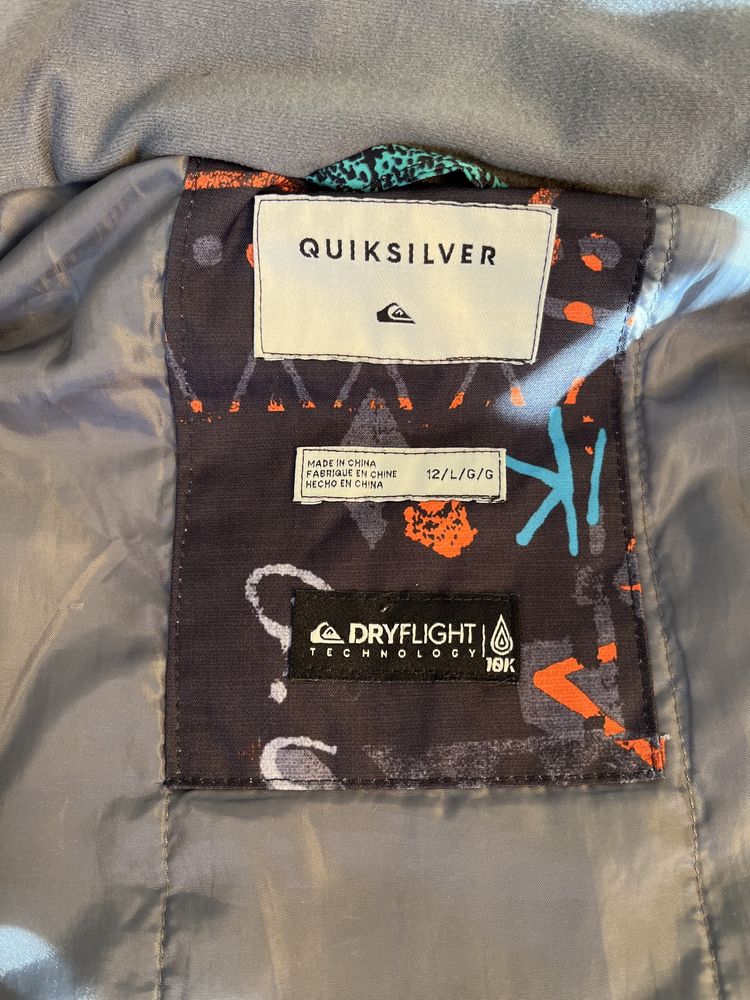 QUIKSILVER
MADE IN CHINA
FABRIQUE EN CHINE
HECHO EN CHINA
12/L/G/G
DRYFLIGHT
TECHNOLOGY
10K